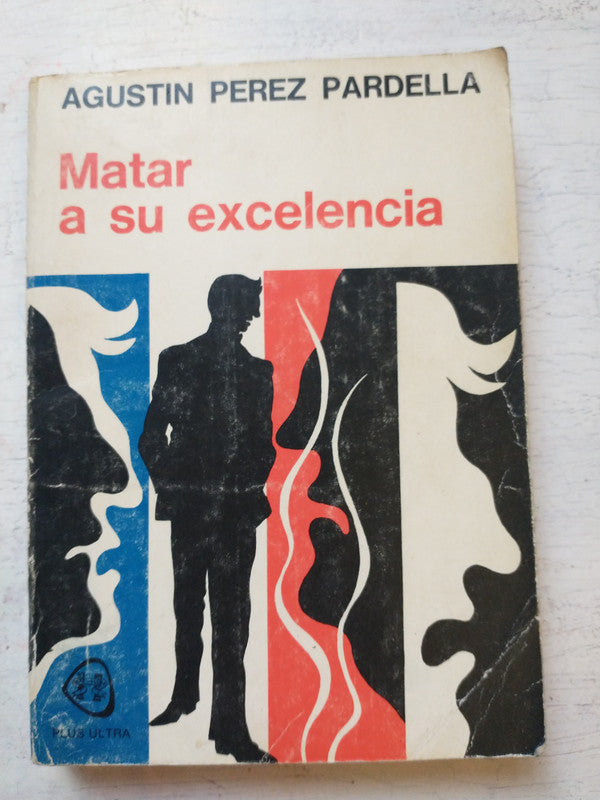 AGUSTIN PEREZ PARDELLA
Matar
a su excelencia
PLUS ULTRA